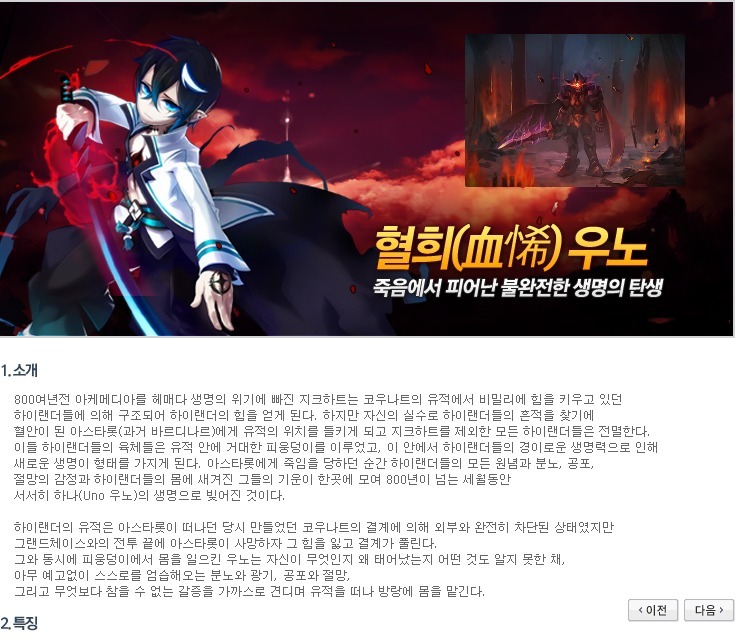 혈희(血悕) 우노
죽음에서 피어난 불완전한 생명의 탄생
1. 소개
800여년전 아케메디아를 헤매다 생명의 위기에 빠진 지크하트는 코우나트의 유적에서 비밀리에 힘을 키우고 있던
하이랜더들에 의해 구조되어 하이랜더의 힘을 얻게 된다. 하지만 자신의 실수로 하이랜더들의 흔적을 찾기에
혈안이 된 아스타롯(과거 바르디나르)에게 유적의 위치를 들키게 되고 지크하트를 제외한 모든 하이랜더들은 전멸한다.
이들 하이랜더들의 육체들은 유적 안에 거대한 피웅덩이를 이루었고, 이 안에서 하이랜더들의 경이로운 생명력으로 인해
새로운 생명이 형태를 가지게 된다. 아스타롯에게 죽임을 당하던 순간 하이랜더들의 모든 원념과 분노, 공포,
절망의 감정과 하이랜더들의 몸에 새겨진 그들의 기운이 한곳에 모여 800년이 넘는 세월동안
서서히 하나(Uno 우노)의 생명으로 빚어진 것이다.
하이랜더의 유적은 아스타롯이 떠나던 당시 만들었던 코우나트의 결계에 의해 외부와 완전히 차단된 상태였지만
그랜드체이스와의 전투 끝에 아스타롯이 사망하자 그 힘을 잃고 결계가 풀린다.
그와 동시에 피웅덩이에서 몸을 일으킨 우노는 자신이 무엇인지 왜 태어났는지 어떤 것도 알지 못한 채,
아무 예고없이 스스로를 엄습해오는 분노와 광기, 공포와 절망,
그리고 무엇보다 참을 수 없는 갈증을 가까스로 견디며 유적을 떠나 방랑에 몸을 맡긴다.
‹ 이전 다음 ›
2. 특징